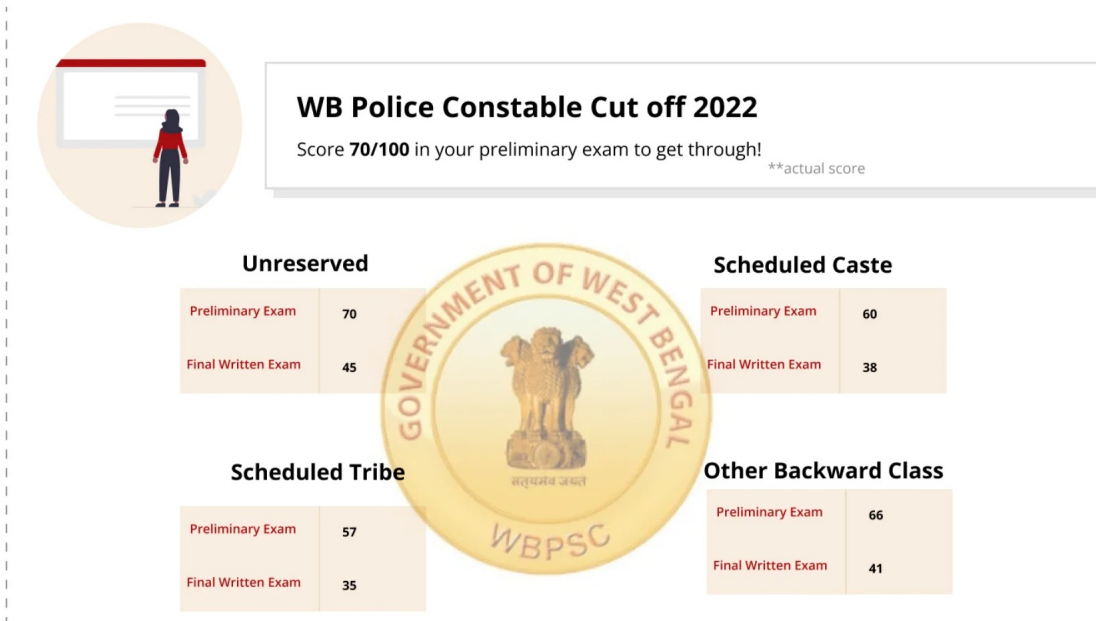 WB Police Constable Cut off 2022
Score 70/100 in your preliminary exam to get through!
**actual score
Unreserved
Preliminary Exam 70
Final Written Exam 45
Scheduled Caste
Preliminary Exam 60
Final Written Exam 38
GOVERNMENT OF WEST BENGAL
सत्यमेव जयते
WBPSC
Scheduled Tribe
Preliminary Exam 57
Final Written Exam 35
Other Backward Class
Preliminary Exam 66
Final Written Exam 41